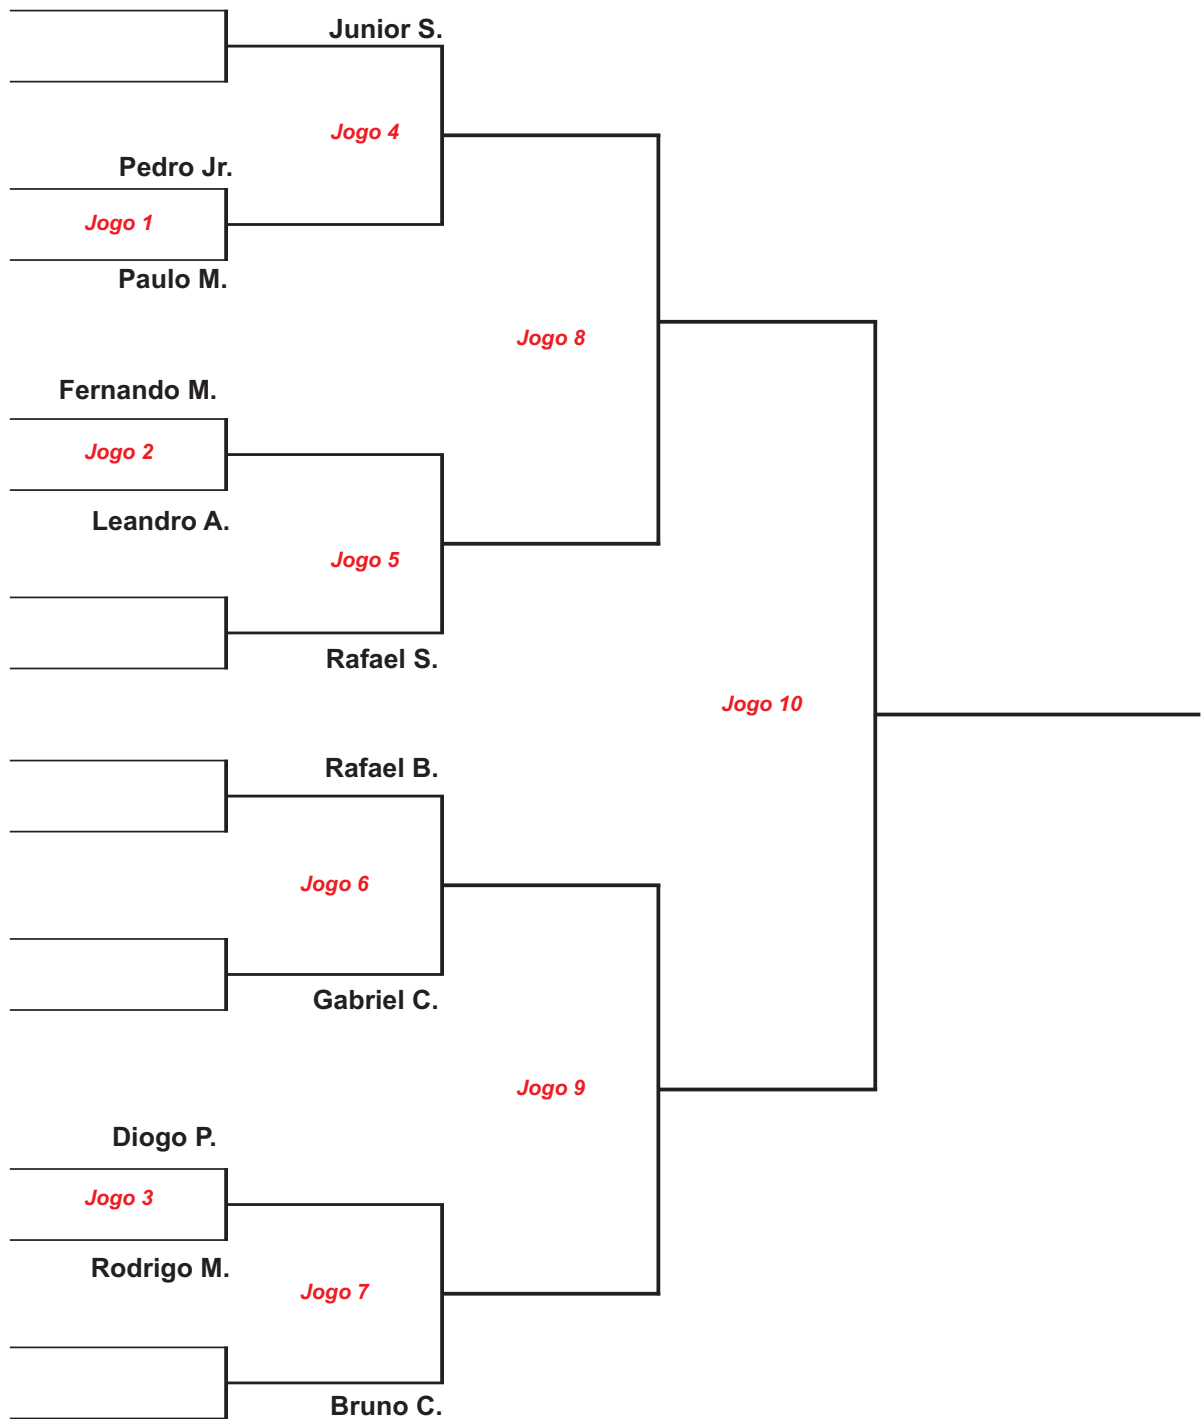 Junior S.
Jogo 4
Pedro Jr.
Jogo 1
Paulo M.
Jogo 8
Fernando M.
Jogo 2
Leandro A.
Jogo 5
Rafael S.
Jogo 10
Rafael B.
Jogo 6
Gabriel C.
Jogo 9
Diogo P.
Jogo 3
Rodrigo M.
Jogo 7
Bruno C.